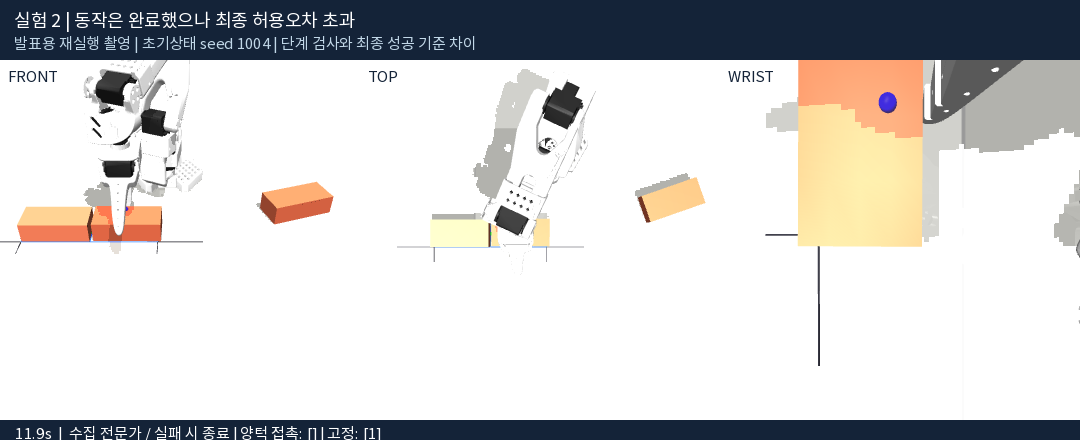 실험 2 | 동작은 완료했으나 최종 허용오차 초과
발표용 재실행 촬영 | 초기상태 seed 1004 | 단계 검사와 최종 성공 기준 차이
FRONT
TOP
WRIST
11.9s | 수집 전문가 / 실패 시 종료 | 양턱 접촉: [] | 고정: [1]